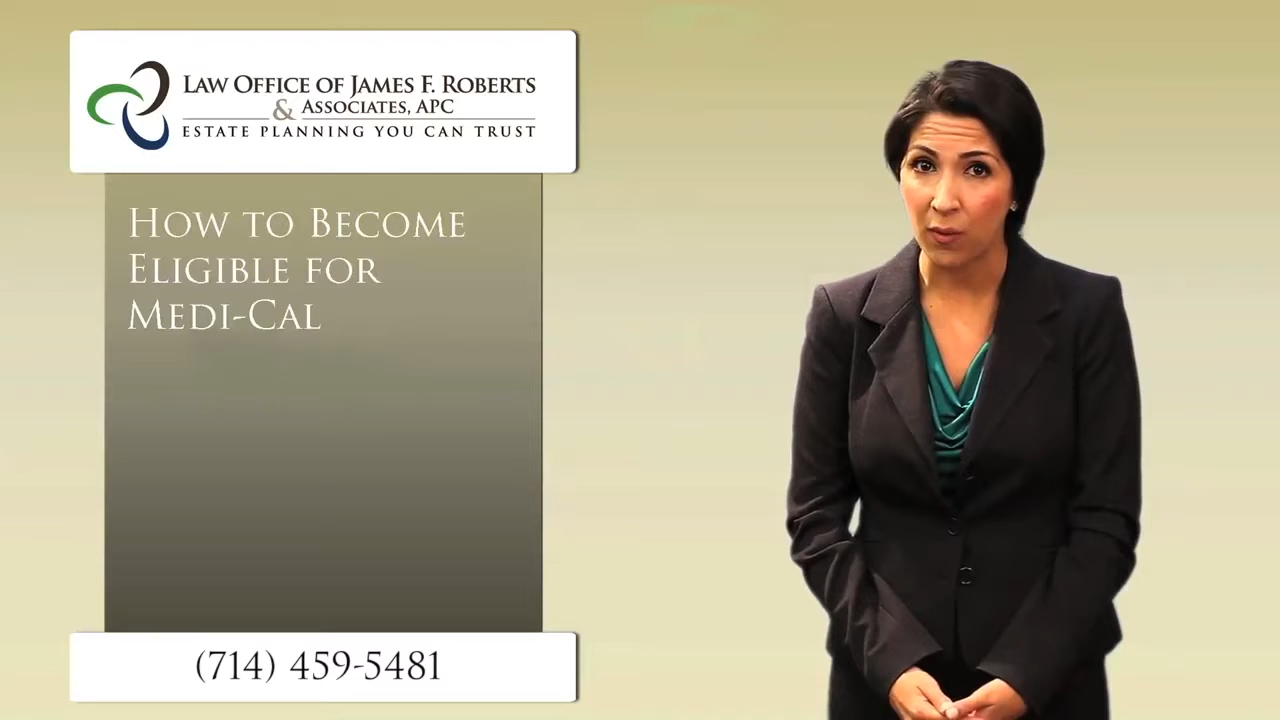 LAW OFFICE OF JAMES F. ROBERTS
& ASSOCIATES, APC
ESTATE PLANNING YOU CAN TRUST
HOW TO BECOME
ELIGIBLE FOR
MEDI-CAL
(714) 459-5481